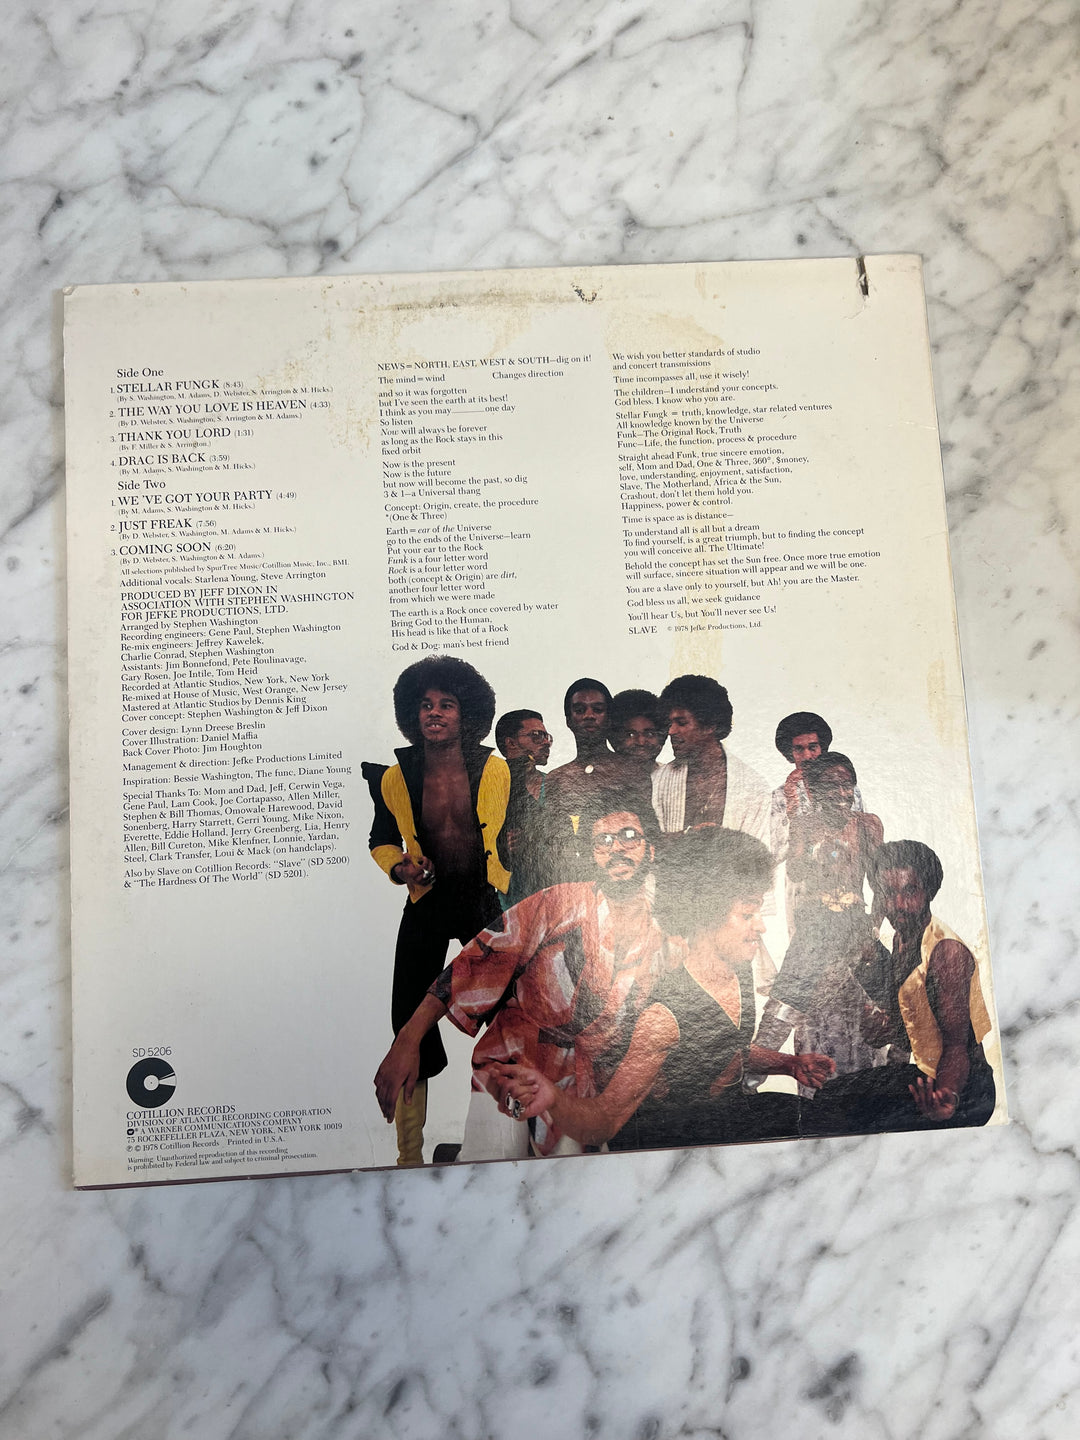 Side One
1. STELLAR FUNGK (8:43)
(By S. Washington, M. Adams, D. Webster, S. Arrington & M. Hicks.)
2. THE WAY YOU LOVE IS HEAVEN (4:33)
(By D. Webster, S. Washington, S. Arrington & M. Adams.)
3. THANK YOU LORD (1:31)
(By F. Miller & S. Arrington.)
4. DRAC IS BACK (3:59)
(By M. Adams, S. Washington & M. Hicks.)
Side Two
1. WE'VE GOT YOUR PARTY (4:49)
(By M. Adams, S. Washington & M. Hicks.)
2. JUST FREAK (7:56)
(By D. Webster, S. Washington, M. Adams & M. Hicks.)
3. COMING SOON (6:20)
(By D. Webster, S. Washington & M. Adams.)
All selections published by SpurTree Music/Cotillion Music, Inc., BMI.
Additional vocals: Starlena Young, Steve Arrington
PRODUCED BY JEFF DIXON IN
ASSOCIATION WITH STEPHEN WASHINGTON
FOR JEFKE PRODUCTIONS, LTD.
Arranged by Stephen Washington
Recording engineers: Gene Paul, Stephen Washington
Re-mix engineers: Jeffrey Kawelek,
Charlie Conrad, Stephen Washington
Assistants: Jim Bonnefond, Pete Roulinavage,
Gary Rosen, Joe Intile, Tom Heid
Recorded at Atlantic Studios, New York, New York
Re-mixed at House of Music, West Orange, New Jersey
Mastered at Atlantic Studios by Dennis King
Cover concept: Stephen Washington & Jeff Dixon
Cover design: Lynn Dreese Breslin
Cover Illustration: Daniel Maffia
Back Cover Photo: Jim Houghton
Management & direction: Jefke Productions Limited
Inspiration: Bessie Washington, The func, Diane Young
Special Thanks To: Mom and Dad, Jeff, Cerwin Vega,
Gene Paul, Lam Cook, Joe Cortapasso, Allen Miller,
Stephen & Bill Thomas, Omowale Harewood, David
Sonenberg, Harry Starrett, Gerri Young, Mike Nixon,
Everette, Eddie Holland, Jerry Greenberg, Lia, Henry
Allen, Bill Cureton, Mike Klenfner, Lonnie, Yardan,
Steel, Clark Transfer, Loui & Mack (on handclaps).
Also by Slave on Cotillion Records: "Slave" (SD 5200)
& "The Hardness Of The World" (SD 5201).
SD 5206
COTILLION RECORDS
DIVISION OF ATLANTIC RECORDING CORPORATION
® A WARNER COMMUNICATIONS COMPANY
75 ROCKEFELLER PLAZA, NEW YORK, NEW YORK 10019
℗ © 1978 Cotillion Records Printed in U.S.A.
Warning: Unauthorized reproduction of this recording
is prohibited by Federal law and subject to criminal prosecution.
NEWS = NORTH, EAST, WEST & SOUTH—dig on it!
The mind = wind Changes direction
and so it was forgotten
but I've seen the earth at its best!
I think as you may______one day
So listen
Now will always be forever
as long as the Rock stays in this
fixed orbit
Now is the present
Now is the future
but now will become the past, so dig
3 & 1—a Universal thang
Concept: Origin, create, the procedure
*(One & Three)
Earth = ear of the Universe
go to the ends of the Universe—learn
Put your ear to the Rock
Funk is a four letter word
Rock is a four letter word
both (concept & Origin) are dirt,
another four letter word
from which we were made
The earth is a Rock once covered by water
Bring God to the Human,
His head is like that of a Rock
God & Dog: man's best friend
We wish you better standards of studio
and concert transmissions
Time incompasses all, use it wisely!
The children—I understand your concepts.
God bless, I know who you are.
Stellar Fungk = truth, knowledge, star related ventures
All knowledge known by the Universe
Funk—The Original Rock, Truth
Func—Life, the function, process & procedure
Straight ahead Funk, true sincere emotion,
self, Mom and Dad, One & Three, 360°, $money,
love, understanding, enjoyment, satisfaction,
Slave, The Motherland, Africa & the Sun,
Crashout, don't let them hold you.
Happiness, power & control.
Time is space as is distance—
To understand all is all but a dream
To find yourself, is a great triumph, but to finding the concept
you will conceive all. The Ultimate!
Behold the concept has set the Sun free. Once more true emotion
will surface, sincere situation will appear and we will be one.
You are a slave only to yourself, but Ah! you are the Master.
God bless us all, we seek guidance
You'll hear Us, but You'll never see Us!
SLAVE © 1978 Jefke Productions, Ltd.